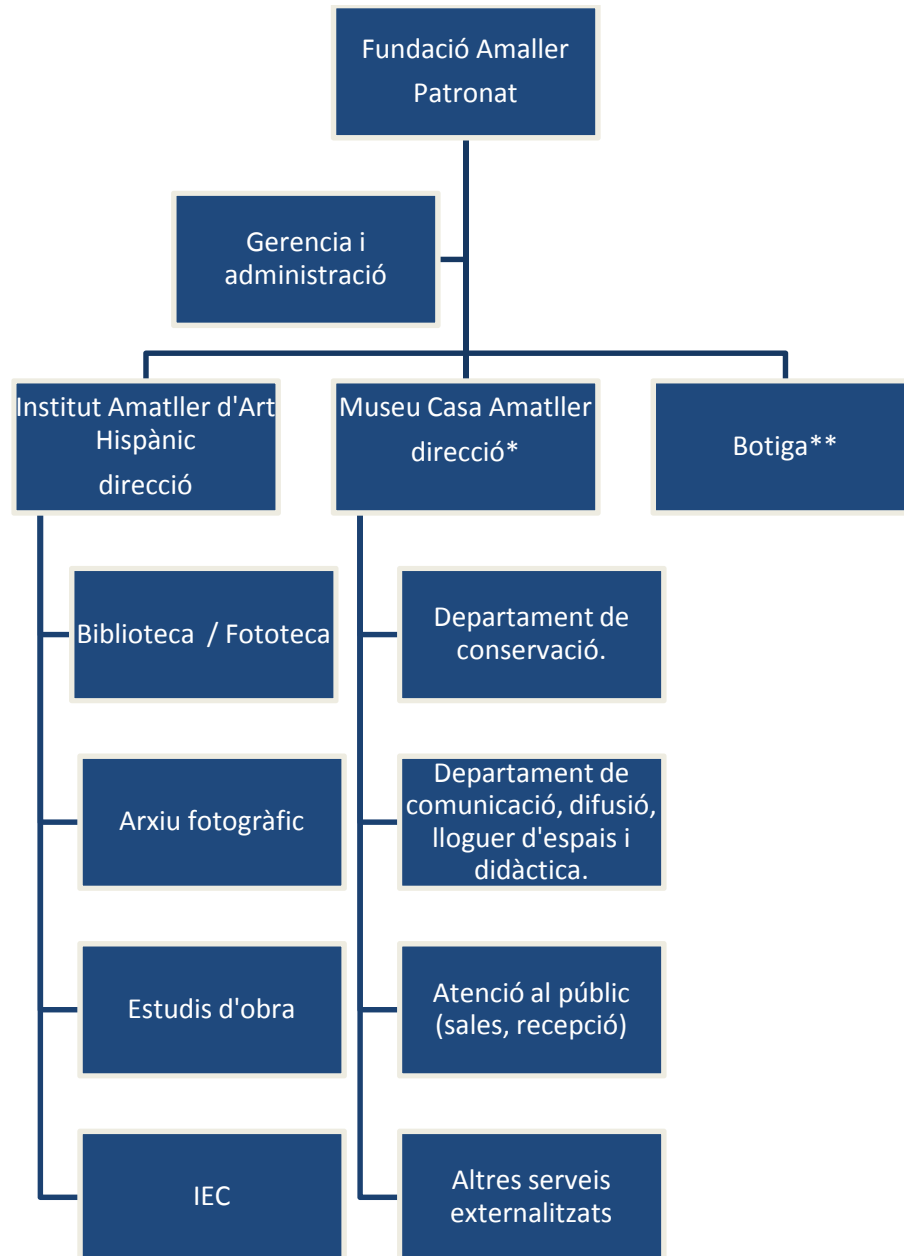 Fundació Amaller
Patronat
Gerencia i
administració
Institut Amatller d'Art
Hispànic
direcció
Museu Casa Amatller
direcció*
Botiga**
Biblioteca / Fototeca
Departament de
conservació.
Arxiu fotogràfic
Departament de
comunicació, difusió,
lloguer d'espais i
didàctica.
Estudis d'obra
Atenció al públic
(sales, recepció)
IEC
Altres serveis
externalitzats